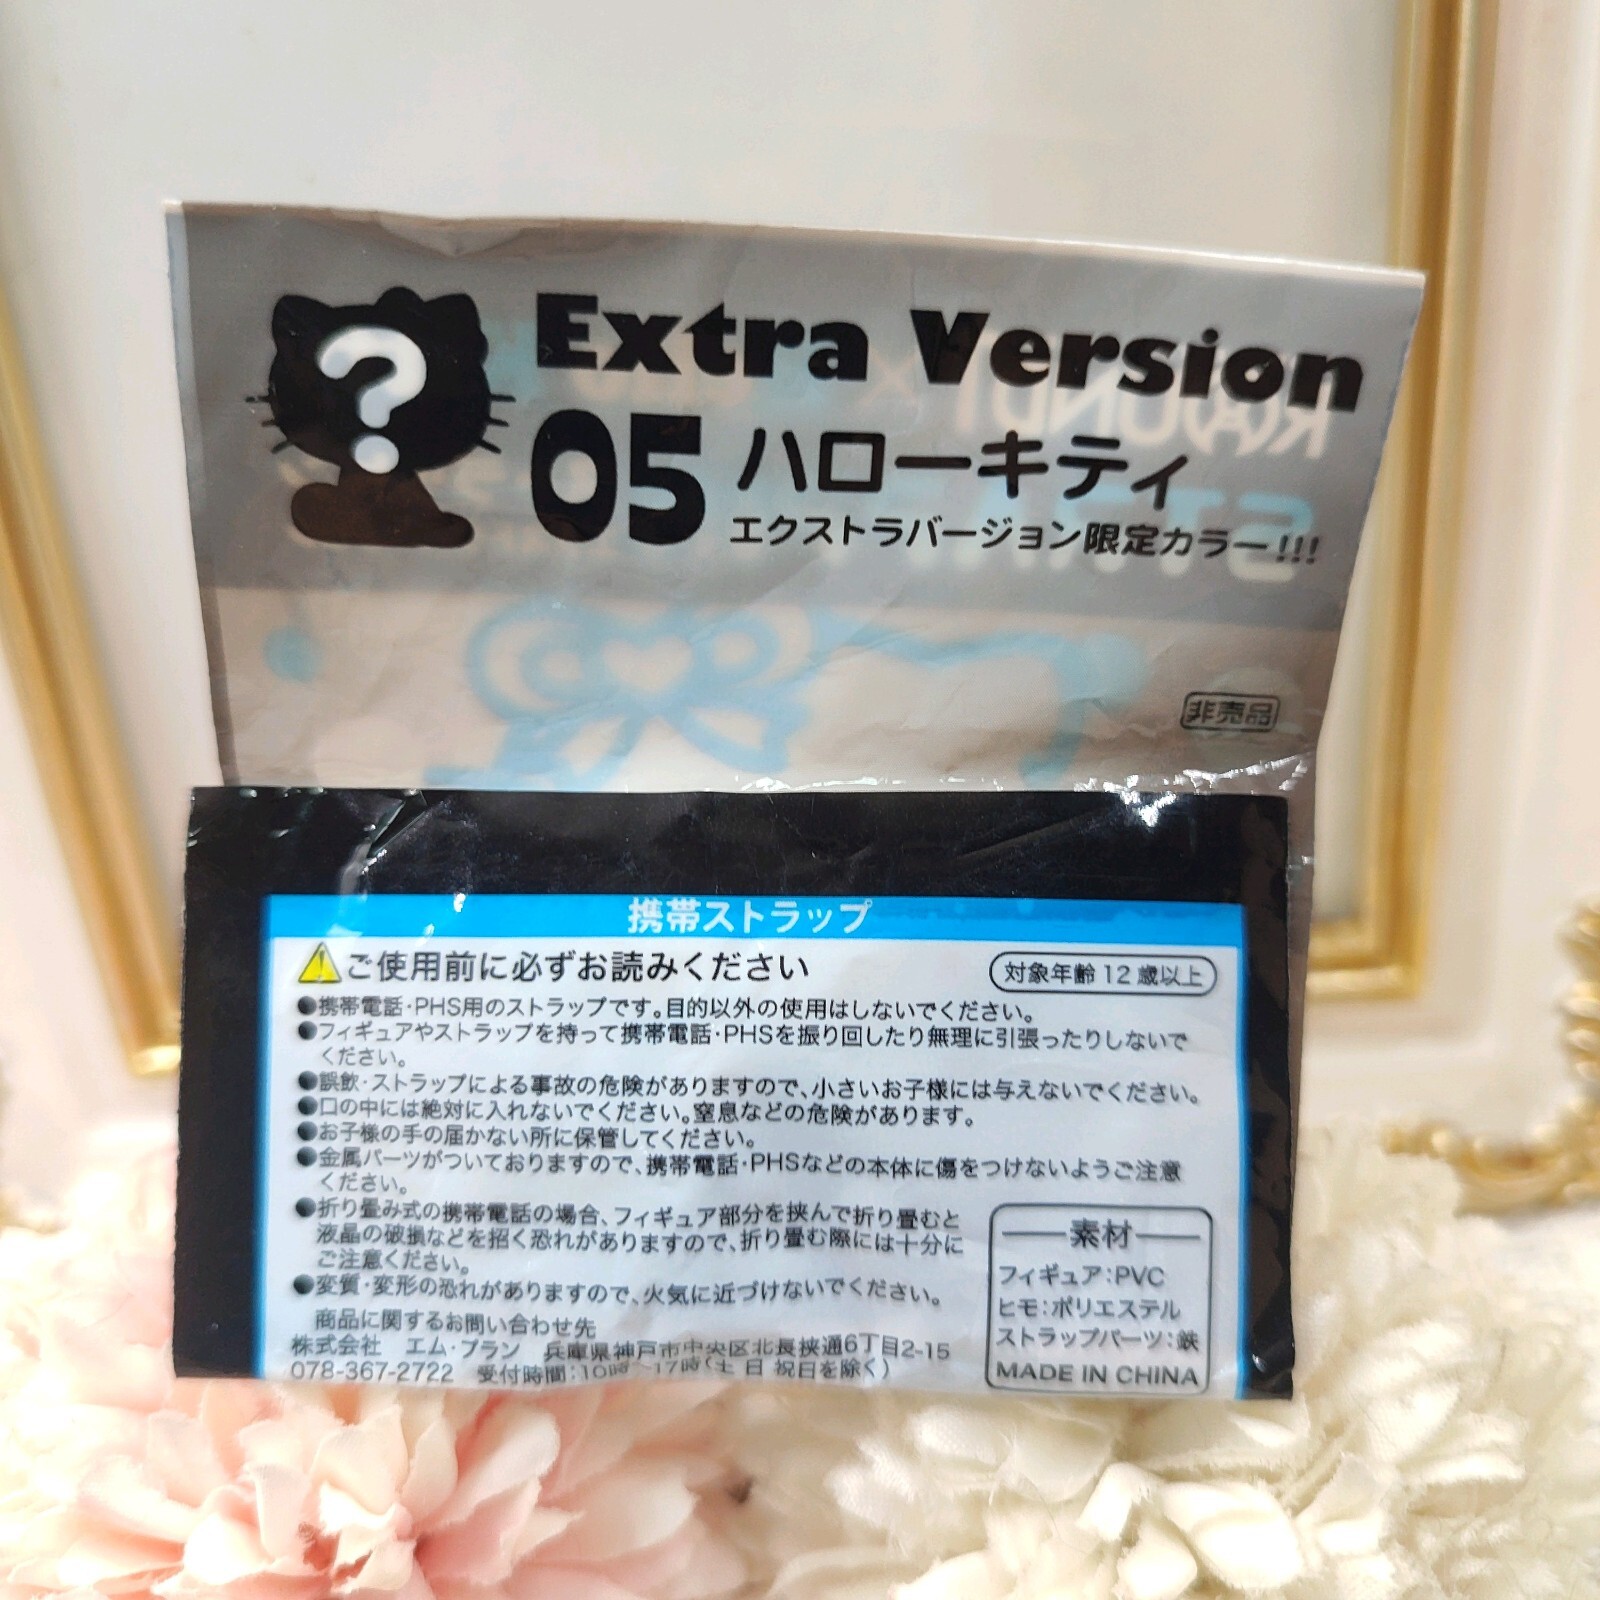 ?
Extra Version
05 ハローキティ
エクストラバージョン限定カラー!!!
非売品
携帯ストラップ
ご使用前に必ずお読みください
対象年齢12歳以上
●携帯電話・PHS用のストラップです。目的以外の使用はしないでください。
●フィギュアやストラップを持って携帯電話・PHSを振り回したり無理に引張ったりしないで
ください。
●誤飲・ストラップによる事故の危険がありますので、小さいお子様には与えないでください。
●口の中には絶対に入れないでください。窒息などの危険があります。
●お子様の手の届かない所に保管してください。
●金属パーツがついておりますので、携帯電話・PHSなどの本体に傷をつけないようご注意
ください。
●折り畳み式の携帯電話の場合、フィギュア部分を挟んで折り畳むと
液晶の破損などを招く恐れがありますので、折り畳む際には十分に
ご注意ください。
●変質・変形の恐れがありますので、火気に近づけないでください。
商品に関するお問い合わせ先
株式会社 エム・プラン 兵庫県神戸市中央区北長狭通6丁目2-15
078-367-2722 受付時間:10時〜17時(土 日 祝日を除く)
素材
フィギュア:PVC
ヒモ:ポリエステル
ストラップパーツ:鉄
MADE IN CHINA